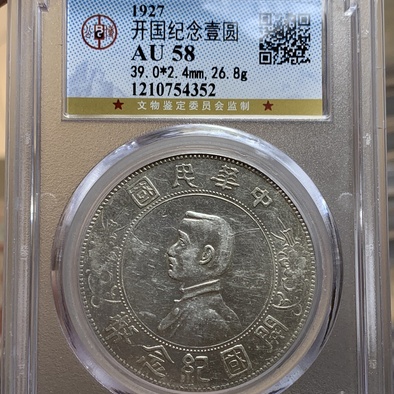 1927
开国纪念壹圆
AU 58
39.0*2.4mm,26.8g
1210754352
★ 文物鉴定委员会监制 ★
中華民國
開國紀念幣